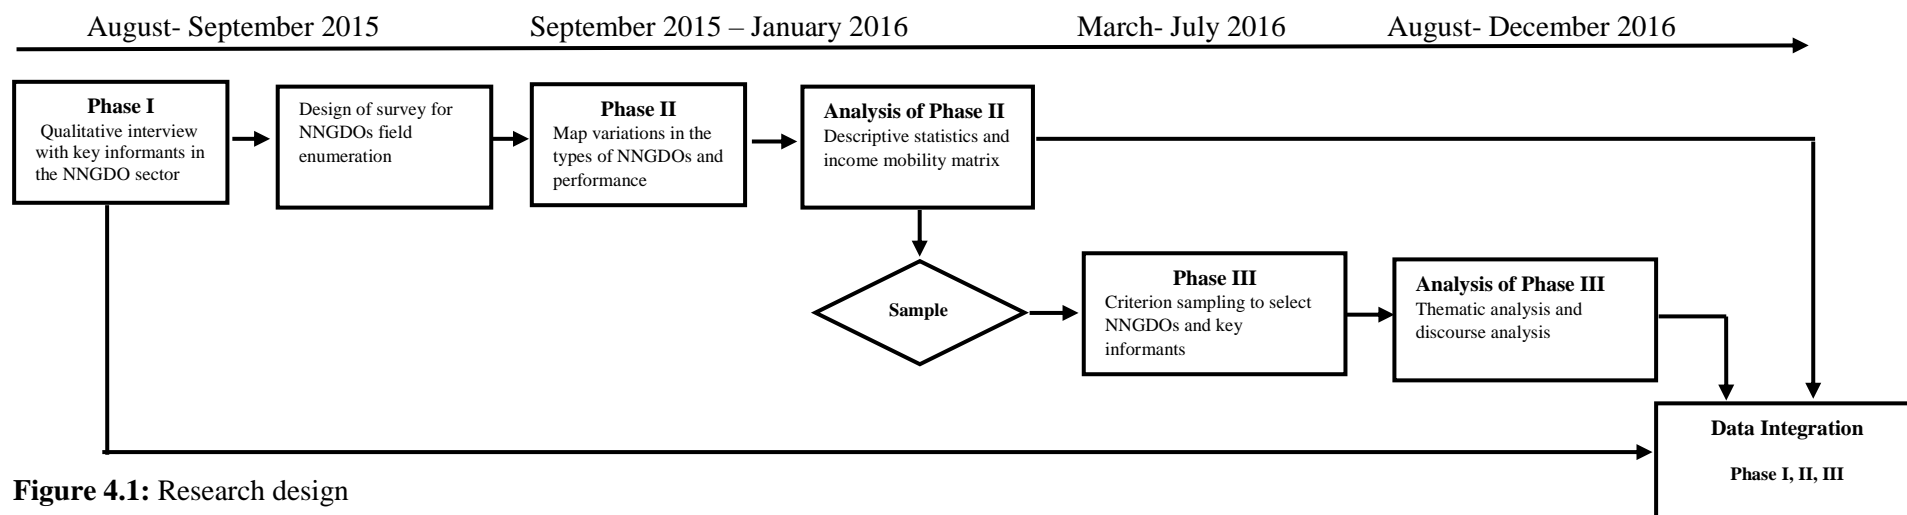 August- September 2015 September 2015 – January 2016 March- July 2016 August- December 2016
Phase I
Qualitative interview
with key informants in
the NNGDO sector
Design of survey for
NNGDOs field
enumeration
Phase II
Map variations in the
types of NNGDOs and
performance
Analysis of Phase II
Descriptive statistics and
income mobility matrix
Sample
Phase III
Criterion sampling to select
NNGDOs and key
informants
Analysis of Phase III
Thematic analysis and
discourse analysis
Data Integration
Phase I, II, III
Figure 4.1: Research design